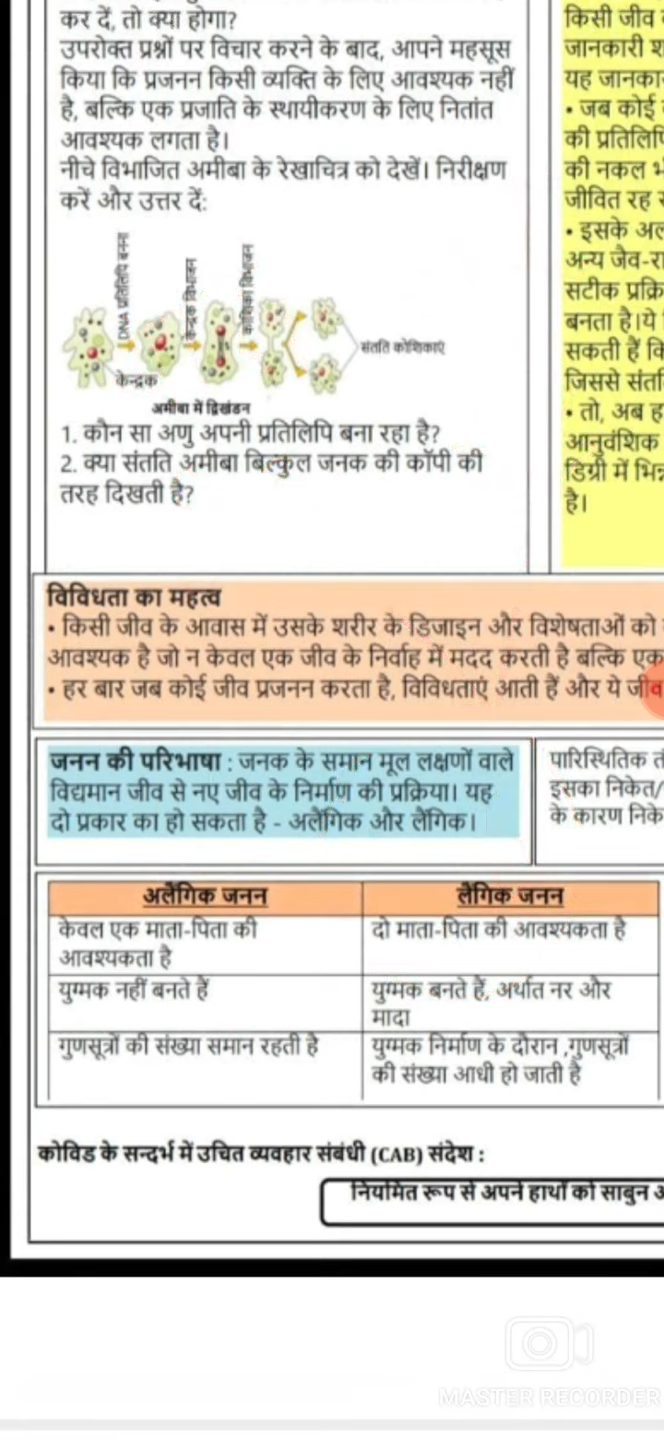 कर दें, तो क्या होगा?
उपरोक्त प्रश्नों पर विचार करने के बाद, आपने महसूस
किया कि प्रजनन किसी व्यक्ति के लिए आवश्यक नहीं
है, बल्कि एक प्रजाति के स्थायीकरण के लिए नितांत
आवश्यक लगता है।
नीचे विभाजित अमीबा के रेखाचित्र को देखें। निरीक्षण
करें और उत्तर दें:
DNA प्रतिलिपि बनना
केन्द्रक विभाजन
कोशिका विभाजन
संतति कोशिकाएं
केन्द्रक
अमीबा में द्विखंडन
1. कौन सा अणु अपनी प्रतिलिपि बना रहा है?
2. क्या संतति अमीबा बिल्कुल जनक की कॉपी की
तरह दिखती है?
किसी जीव
जानकारी
यह
• जब कोई
की
की नकल
जीवित रह
• इसके
अन्य
सटीक
बनता है।ये
सकती हैं
जिससे
• तो, अब
आनुवंशिक
डिग्री में
है।
विविधता का महत्व
• किसी जीव के आवास में उसके शरीर के डिजाइन और विशेषताओं को
आवश्यक है जो न केवल एक जीव के निर्वाह में मदद करती है बल्कि एक
• हर बार जब कोई जीव प्रजनन करता है, विविधताएं आती हैं और ये जीव
जनन की परिभाषा : जनक के समान मूल लक्षणों वाले
विद्यमान जीव से नए जीव के निर्माण की प्रक्रिया। यह
दो प्रकार का हो सकता है - अलैंगिक और लैंगिक।
पारिस्थितिक
इसका निकेत/
के कारण
अलैंगिक जनन
लैंगिक जनन
केवल एक माता-पिता की
आवश्यकता है
दो माता-पिता की आवश्यकता है
युग्मक नहीं बनते हैं
युग्मक बनते हैं, अर्थात नर और
मादा
गुणसूत्रों की संख्या समान रहती है
युग्मक निर्माण के दौरान ,गुणसूत्रों
की संख्या आधी हो जाती है
कोविड के सन्दर्भ में उचित व्यवहार संबंधी (CAB) संदेश :
नियमित रूप से अपने हाथों को साबुन
MASTER RECORDER